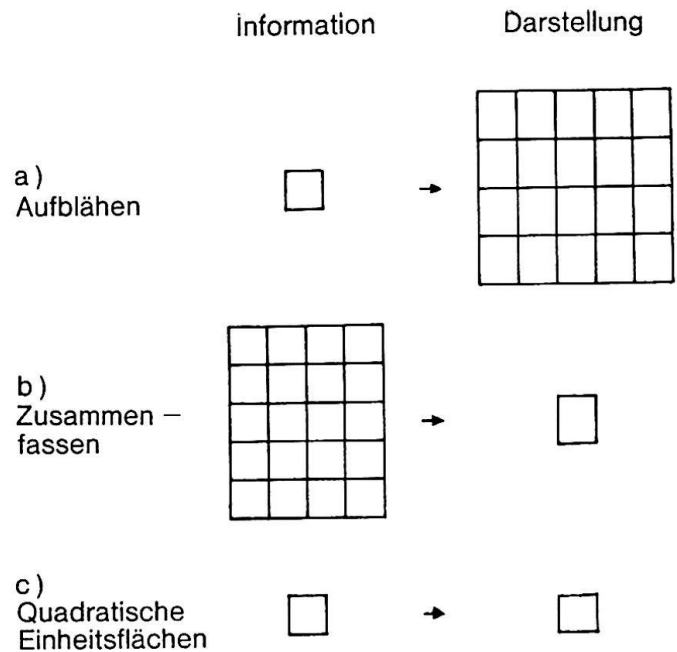 Information Darstellung
a)
Aufblähen
b)
Zusammen –
fassen
c)
Quadratische
Einheitsflächen